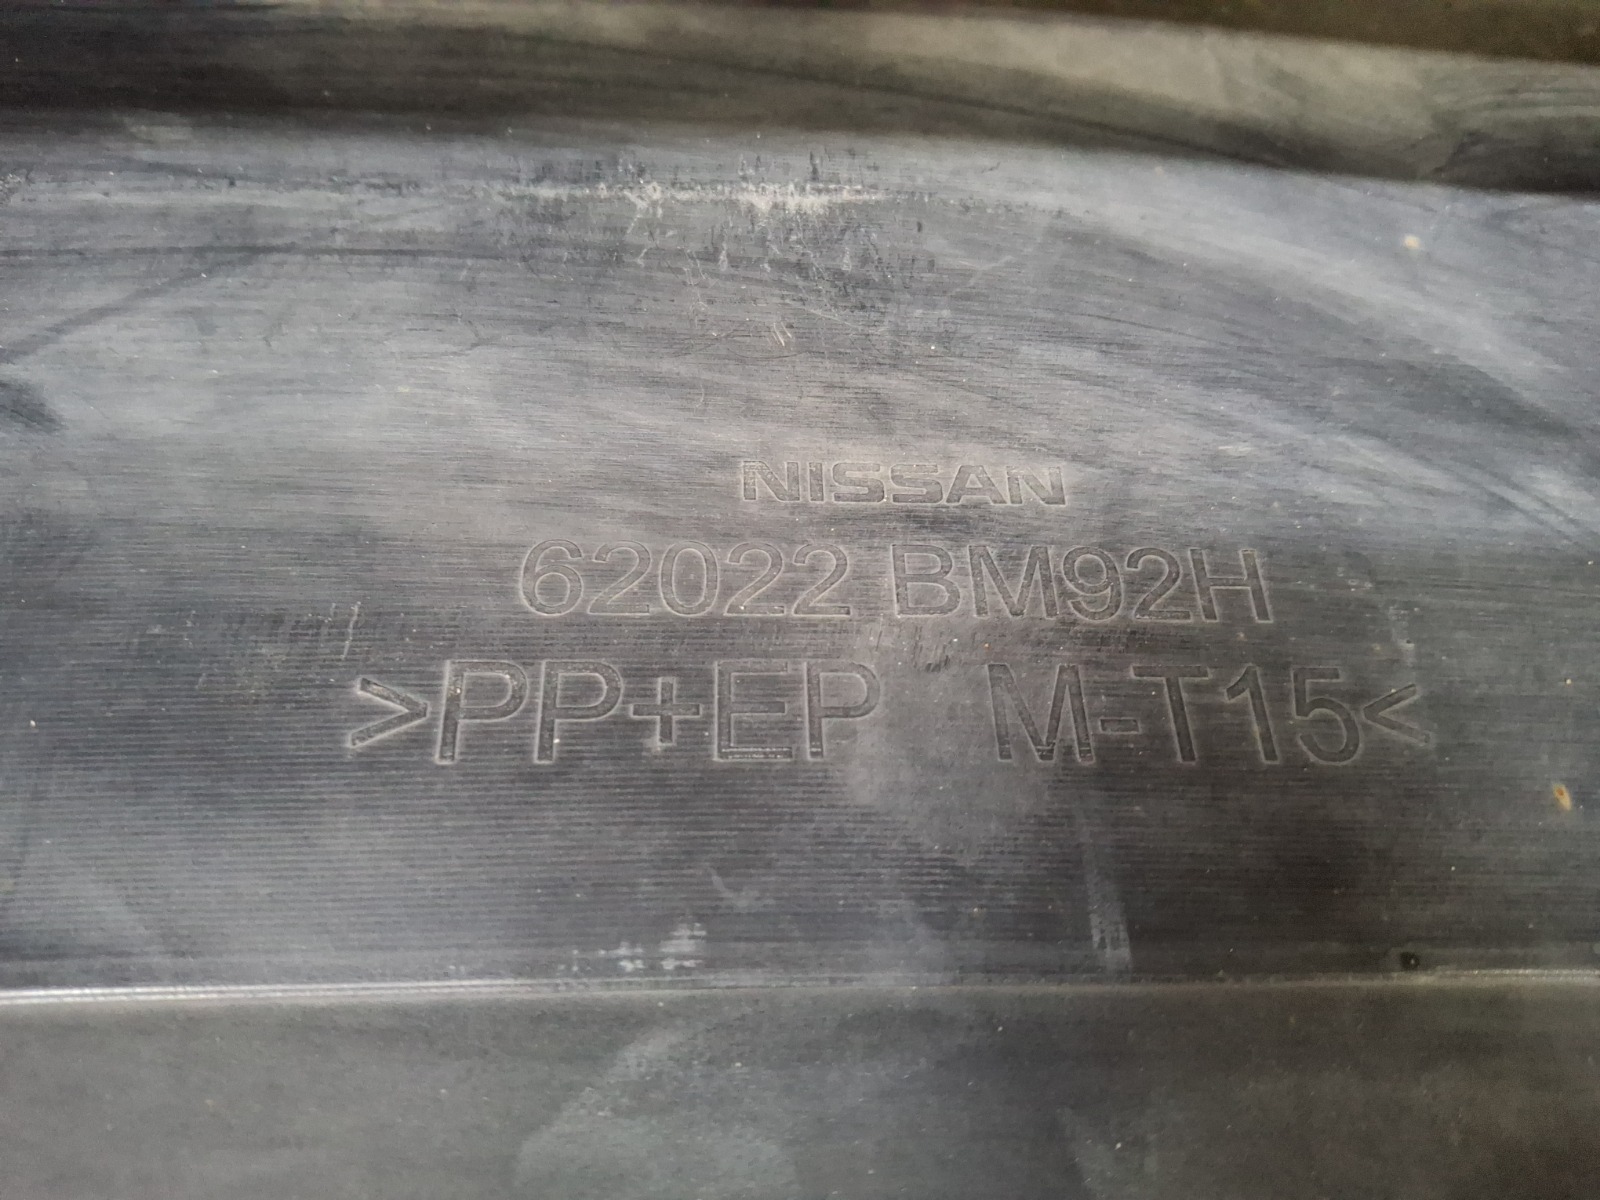 NISSAN
62022 BM92H
>PP+EP M-T15<